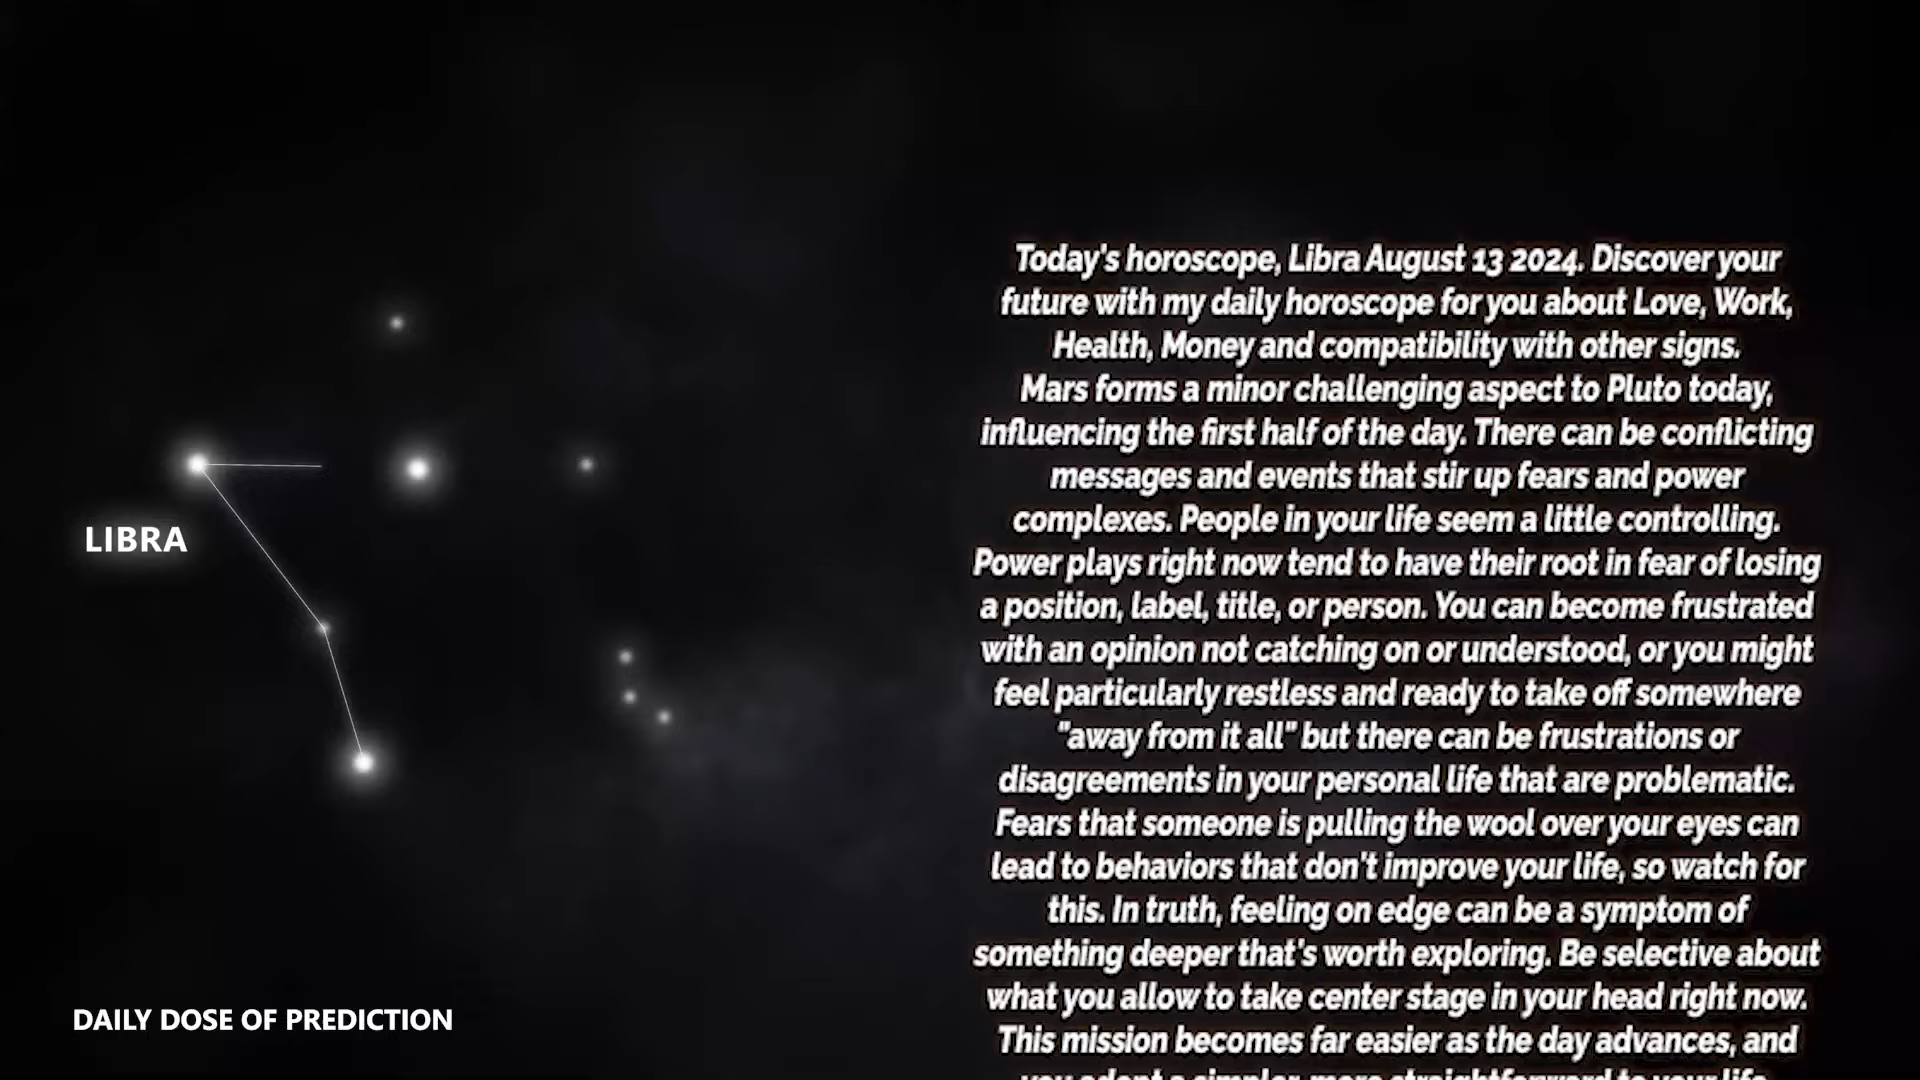 Today's horoscope, Libra August 13 2024. Discover your
future with my daily horoscope for you about Love, Work,
Health, Money and compatibility with other signs.
Mars forms a minor challenging aspect to Pluto today,
influencing the first half of the day. There can be conflicting
messages and events that stir up fears and power
complexes. People in your life seem a little controlling.
Power plays right now tend to have their root in fear of losing
a position, label, title, or person. You can become frustrated
with an opinion not catching on or understood, or you might
feel particularly restless and ready to take off somewhere
"away from it all" but there can be frustrations or
disagreements in your personal life that are problematic.
Fears that someone is pulling the wool over your eyes can
lead to behaviors that don't improve your life, so watch for
this. In truth, feeling on edge can be a symptom of
something deeper that's worth exploring. Be selective about
what you allow to take center stage in your head right now.
This mission becomes far easier as the day advances, and
LIBRA
DAILY DOSE OF PREDICTION